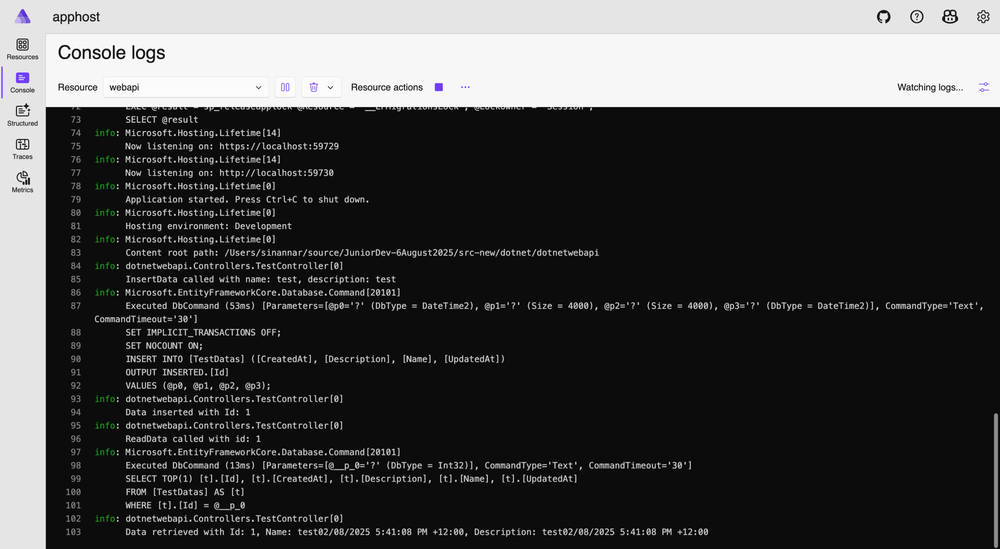 apphost
Resources
Console
Structured
Traces
Metrics
Console logs
Resource webapi Resource actions Watching logs...
72 EXEC @result = sp_releaseapplock @Resource = '__EFMigrationsLock', @LockOwner = 'Session';
73 SELECT @result
74 info: Microsoft.Hosting.Lifetime[14]
75 Now listening on: https://localhost:59729
76 info: Microsoft.Hosting.Lifetime[14]
77 Now listening on: http://localhost:59730
78 info: Microsoft.Hosting.Lifetime[0]
79 Application started. Press Ctrl+C to shut down.
80 info: Microsoft.Hosting.Lifetime[0]
81 Hosting environment: Development
82 info: Microsoft.Hosting.Lifetime[0]
83 Content root path: /Users/sinannar/source/JuniorDev-6August2025/src-new/dotnet/dotnetwebapi
84 info: dotnetwebapi.Controllers.TestController[0]
85 InsertData called with name: test, description: test
86 info: Microsoft.EntityFrameworkCore.Database.Command[20101]
87 Executed DbCommand (53ms) [Parameters=[@p0='?' (DbType = DateTime2), @p1='?' (Size = 4000), @p2='?' (Size = 4000), @p3='?' (DbType = DateTime2)], CommandType='Text',
CommandTimeout='30']
88 SET IMPLICIT_TRANSACTIONS OFF;
89 SET NOCOUNT ON;
90 INSERT INTO [TestDatas] ([CreatedAt], [Description], [Name], [UpdatedAt])
91 OUTPUT INSERTED.[Id]
92 VALUES (@p0, @p1, @p2, @p3);
93 info: dotnetwebapi.Controllers.TestController[0]
94 Data inserted with Id: 1
95 info: dotnetwebapi.Controllers.TestController[0]
96 ReadData called with id: 1
97 info: Microsoft.EntityFrameworkCore.Database.Command[20101]
98 Executed DbCommand (13ms) [Parameters=[@__p_0='?' (DbType = Int32)], CommandType='Text', CommandTimeout='30']
99 SELECT TOP(1) [t].[Id], [t].[CreatedAt], [t].[Description], [t].[Name], [t].[UpdatedAt]
100 FROM [TestDatas] AS [t]
101 WHERE [t].[Id] = @__p_0
102 info: dotnetwebapi.Controllers.TestController[0]
103 Data retrieved with Id: 1, Name: test02/08/2025 5:41:08 PM +12:00, Description: test02/08/2025 5:41:08 PM +12:00